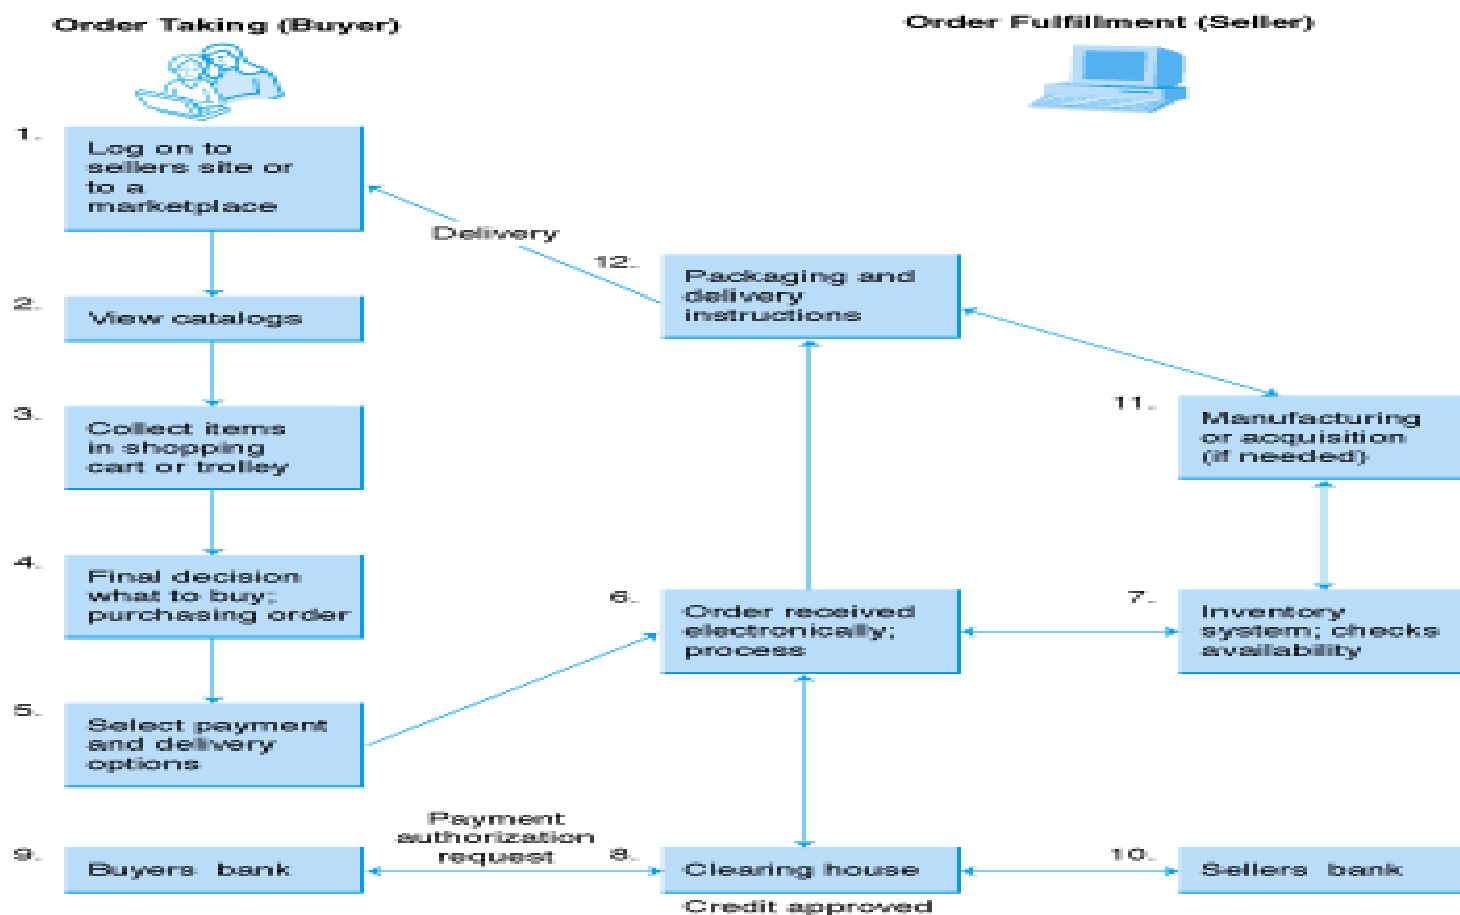 Order Taking (Buyer)
Order Fulfillment (Seller)
1.
Log on to
sellers site or
to a
marketplace
Delivery
12.
Packaging and
delivery
instructions
2.
View catalogs
3.
Collect items
in shopping
cart or trolley
11.
Manufacturing
or acquisition
(if needed)
4.
Final decision
what to buy;
purchasing order
6.
Order received
electronically;
process
7.
Inventory
system; checks
availability
5.
Select payment
and delivery
options
Payment
authorization
request
9.
Buyers bank
8.
Clearing house
Credit approved
10.
Sellers bank